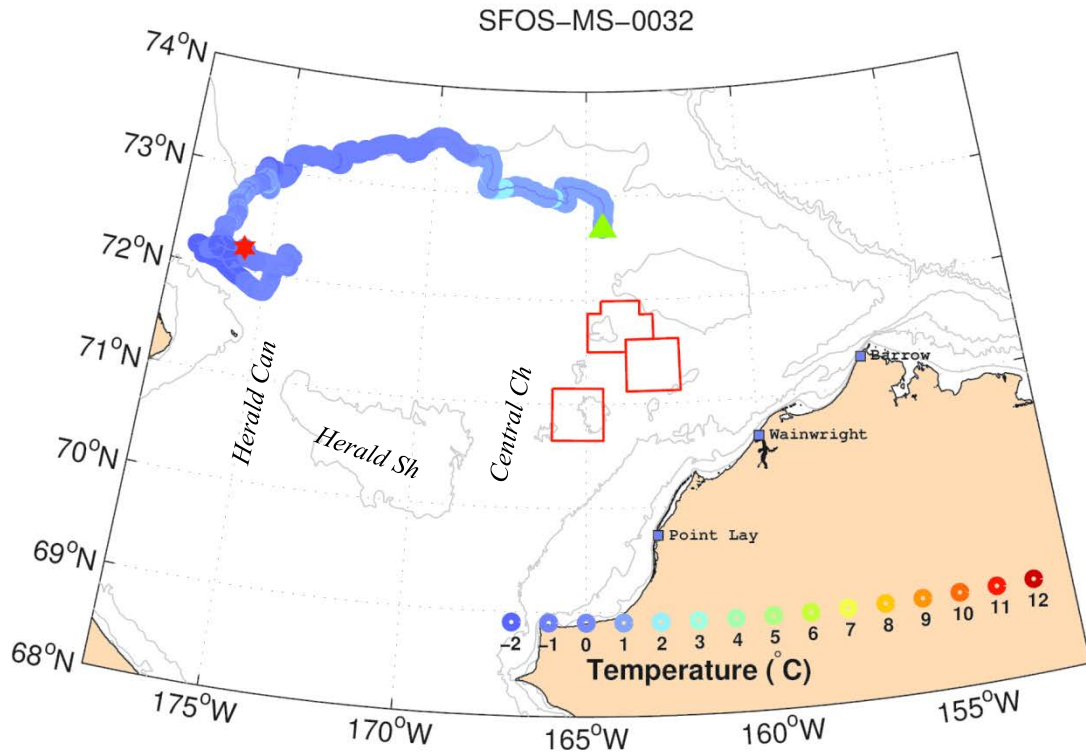 SFOS−MS−0032
74°N
73°N
72°N
71°N
70°N
69°N
68°N
Herald Can
Herald Sh
Central Ch
Barrow
Wainwright
Point Lay
−2 −1 0 1 2 3 4 5 6 7 8 9 10 11 12
Temperature (°C)
175°W 170°W 165°W 160°W 155°W